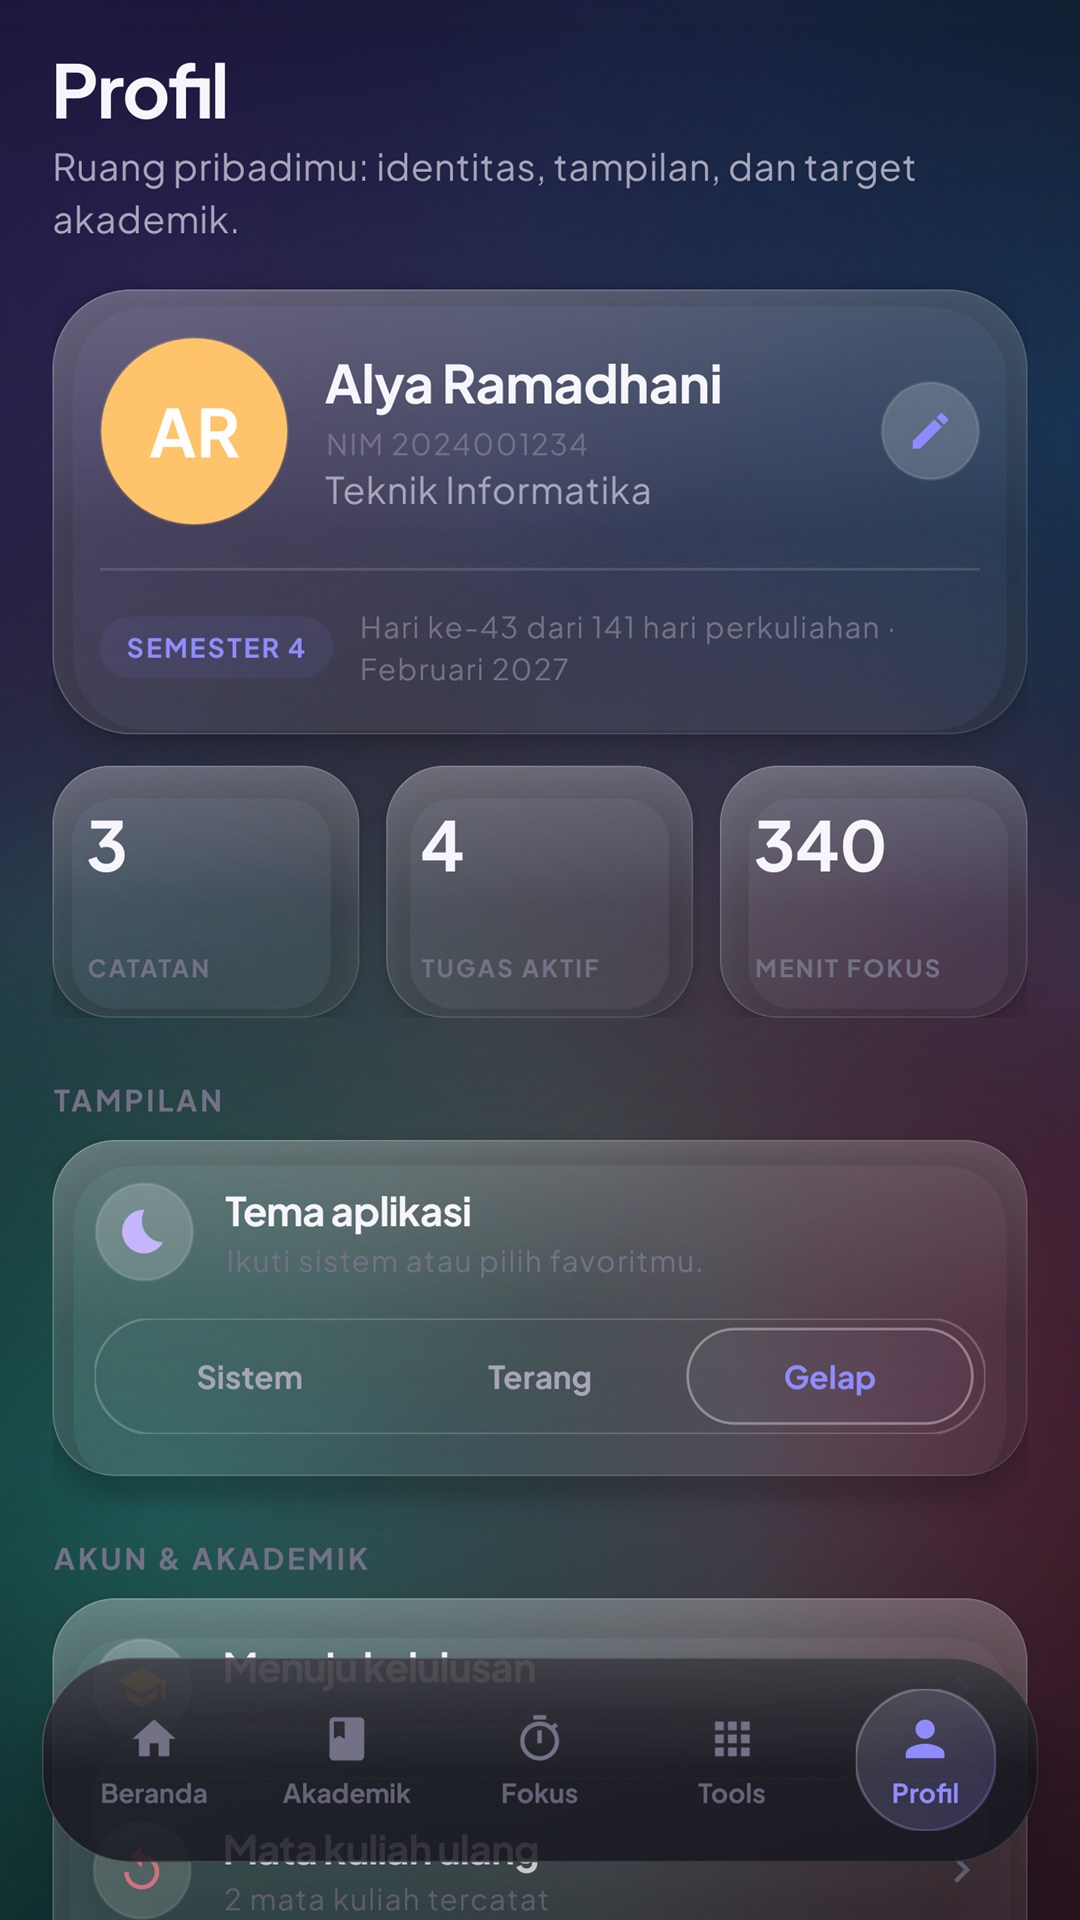 Profil
Ruang pribadimu: identitas, tampilan, dan target
akademik.
AR
Alya Ramadhani
NIM 2024001234
Teknik Informatika
SEMESTER 4
Hari ke-43 dari 141 hari perkuliahan ·
Februari 2027
3
CATATAN
4
TUGAS AKTIF
340
MENIT FOKUS
TAMPILAN
Tema aplikasi
Ikuti sistem atau pilih favoritmu.
Sistem
Terang
Gelap
AKUN & AKADEMIK
Menuju kelulusan
Beranda
Akademik
Fokus
Tools
Profil
Mata kuliah ulang
2 mata kuliah tercatat